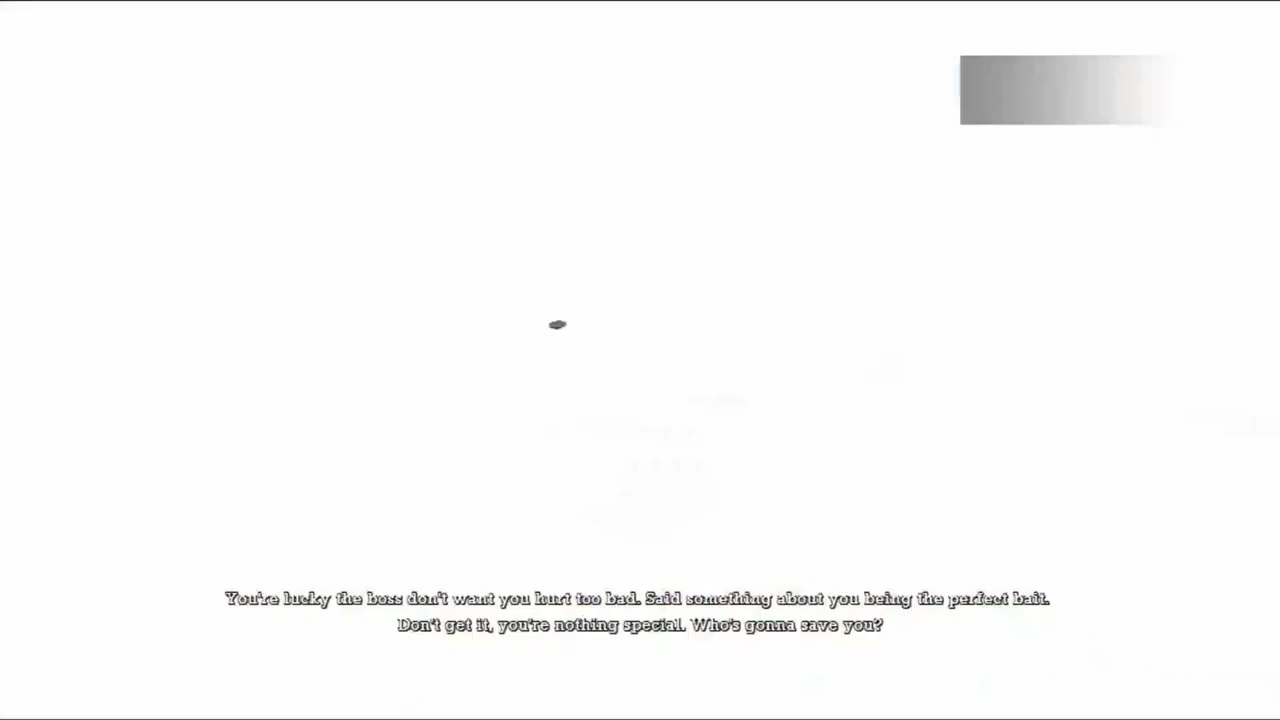 You're lucky the boss don't want you hurt too bad. Said something about you being the perfect bait.
Don't get it, you're nothing special. Who's gonna save you?